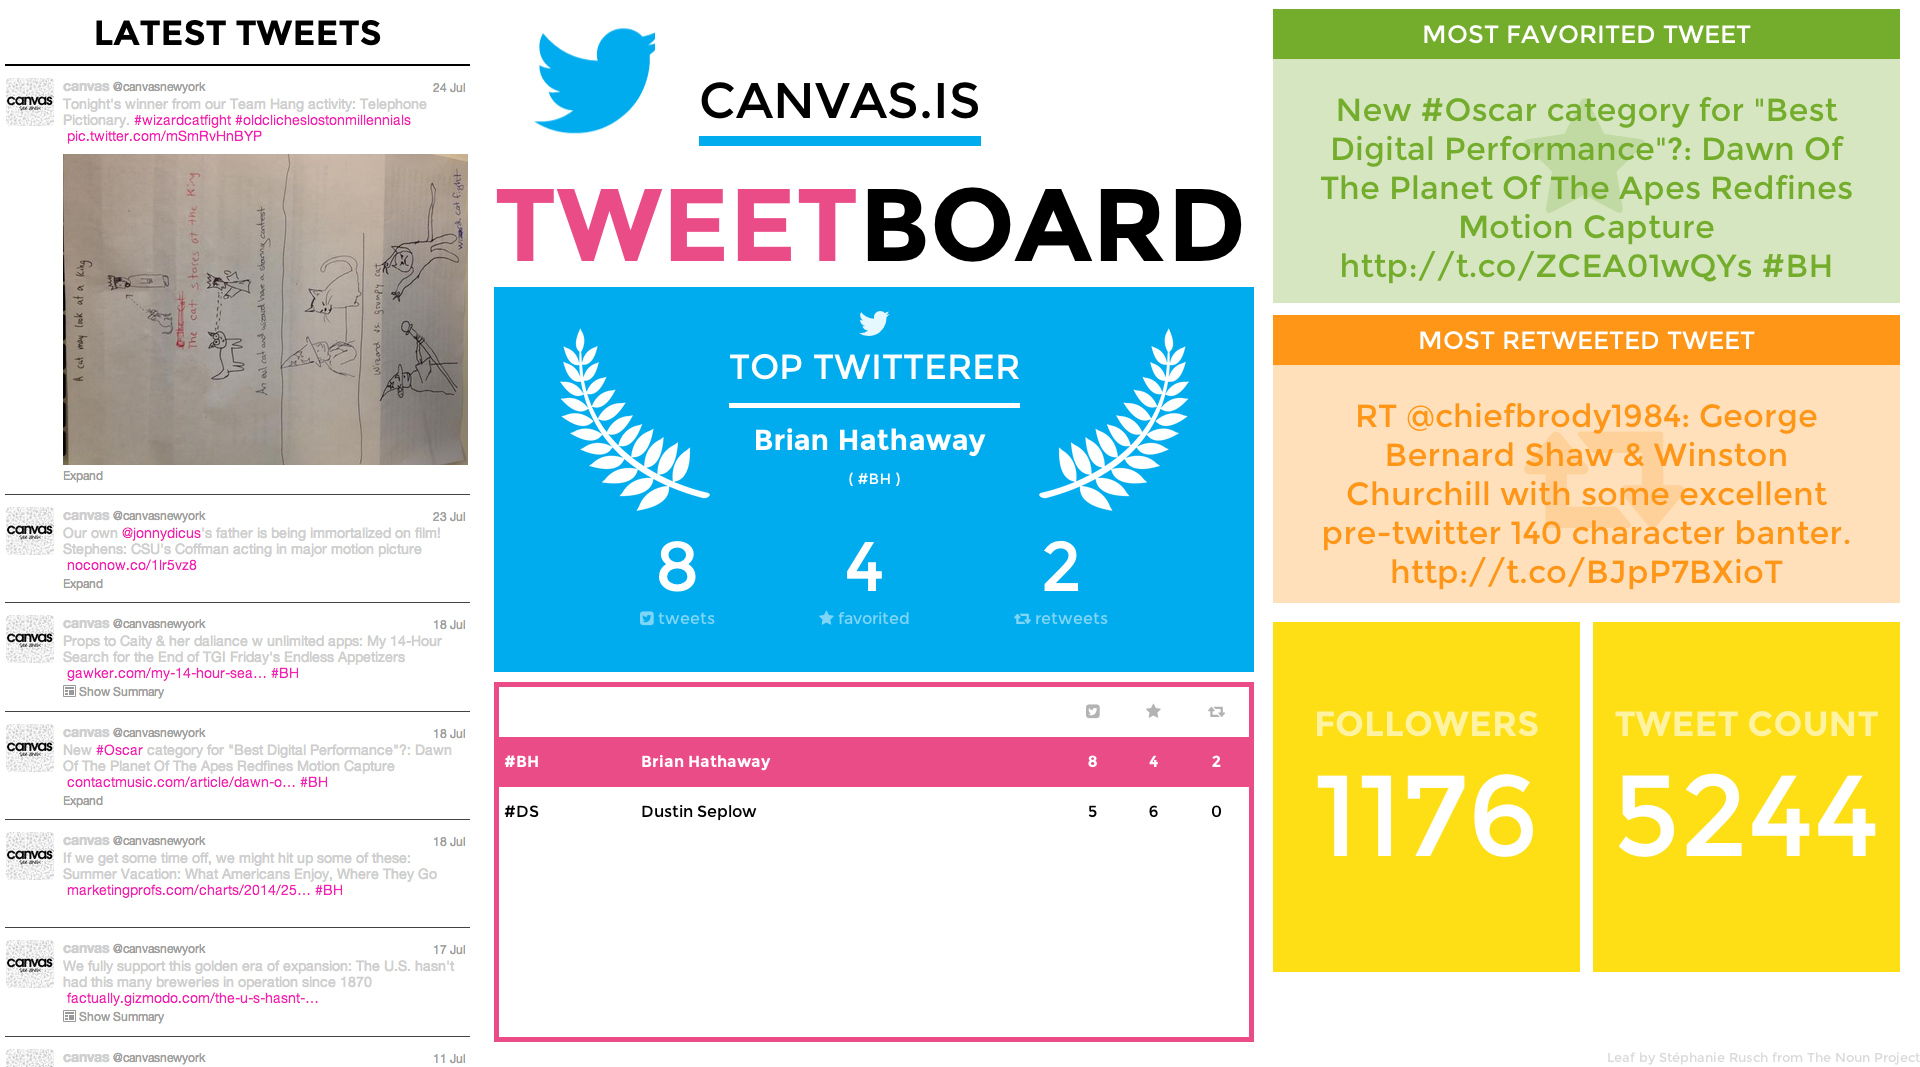 LATEST TWEETS
canvas
canvas @canvasnewyork 24 Jul
Tonight's winner from our Team Hang activity: Telephone
Pictionary. #wizardcatfight #oldclicheslostonmillennials
pic.twitter.com/mSmRvHnBYP
A cat may look at a King
The cat stares at the King
An owl cat and wizard have a staring contest
Wizard vs. grumpy cat
wizard cat fight
Expand
canvas
canvas @canvasnewyork 23 Jul
Our own @jonnydicus's father is being immortalized on film!
Stephens: CSU's Coffman acting in major motion picture
noconow.co/1lr5vz8
Expand
canvas
canvas @canvasnewyork 18 Jul
Props to Caity & her daliance w unlimited apps: My 14-Hour
Search for the End of TGI Friday's Endless Appetizers
gawker.com/my-14-hour-sea… #BH
Show Summary
canvas
canvas @canvasnewyork 18 Jul
New #Oscar category for "Best Digital Performance"?: Dawn
Of The Planet Of The Apes Redfines Motion Capture
contactmusic.com/article/dawn-o… #BH
Expand
canvas
canvas @canvasnewyork 18 Jul
If we get some time off, we might hit up some of these:
Summer Vacation: What Americans Enjoy, Where They Go
marketingprofs.com/charts/2014/25… #BH
canvas
canvas @canvasnewyork 17 Jul
We fully support this golden era of expansion: The U.S. hasn't
had this many breweries in operation since 1870
factually.gizmodo.com/the-u-s-hasnt-…
Show Summary
canvas @canvasnewyork 11 Jul
CANVAS.IS
TWEETBOARD
TOP TWITTERER
Brian Hathaway
( #BH )
8 4 2
tweets favorited retweets
#BH Brian Hathaway 8 4 2
#DS Dustin Seplow 5 6 0
MOST FAVORITED TWEET
New #Oscar category for "Best
Digital Performance"?: Dawn Of
The Planet Of The Apes Redfines
Motion Capture
http://t.co/ZCEA01wQYs #BH
MOST RETWEETED TWEET
RT @chiefbrody1984: George
Bernard Shaw & Winston
Churchill with some excellent
pre-twitter 140 character banter.
http://t.co/BJpP7BXioT
FOLLOWERS
1176
TWEET COUNT
5244
Leaf by Stéphanie Rusch from The Noun Project